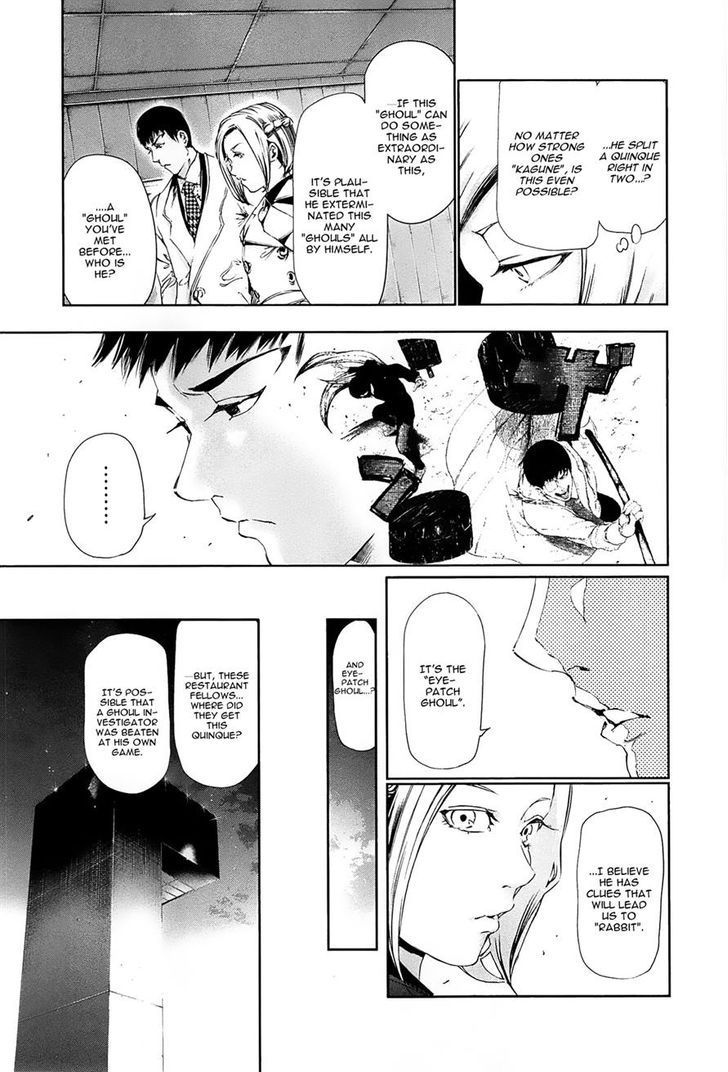 ...HE SPLIT
A QUINQUE
RIGHT IN
TWO...?
NO MATTER
HOW STRONG
ONES
"KAGUNE", IS
THIS EVEN
POSSIBLE?
—IF THIS
"GHOUL" CAN
DO SOME-
THING AS
EXTRAORDI-
NARY AS
THIS,
IT'S PLAU-
SIBLE THAT
HE EXTERMI-
NATED THIS
MANY
"GHOULS" ALL
BY HIMSELF.
....A
"GHOUL"
YOU'VE
MET
BEFORE...
WHO IS
HE?
........
IT'S THE
"EYE-
PATCH
GHOUL".
...I BELIEVE
HE HAS
CLUES THAT
WILL LEAD
US TO
"RABBIT".
AND
EYE-
PATCH
GHOUL...?
—BUT, THESE
RESTAURANT
FELLOWS...
WHERE DID
THEY GET
THIS
QUINQUE?
IT'S POS-
SIBLE THAT
A GHOUL IN-
VESTIGATOR
WAS BEATEN
AT HIS OWN
GAME.